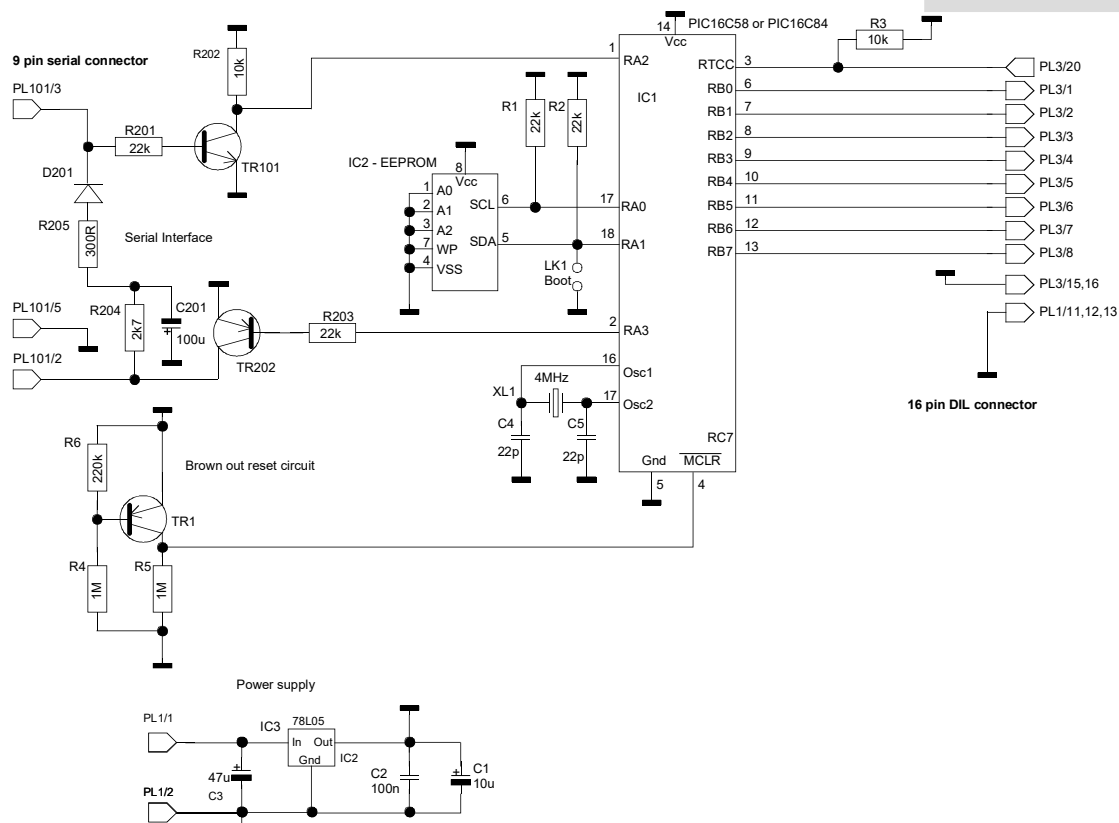 PIC16C58 or PIC16C84
14
Vcc
R3
10k
R202
10k
9 pin serial connector
1
RA2
RTCC
3
PL3/20
PL101/3
IC1
RB0
6
PL3/1
R1
22k
R2
22k
RB1
7
PL3/2
R201
22k
TR101
RB2
8
PL3/3
RB3
9
PL3/4
D201
IC2 - EEPROM
8
Vcc
RB4
10
PL3/5
1
A0
2
A1
3
A2
7
WP
4
VSS
SCL
6
17
RA0
RB5
11
PL3/6
R205
300R
Serial Interface
SDA
5
18
RA1
RB6
12
PL3/7
RB7
13
PL3/8
LK1
Boot
PL3/15,16
PL101/5
R204
2k7
C201
+
100u
R203
22k
2
RA3
PL1/11,12,13
PL101/2
TR202
16
Osc1
XL1
4MHz
17
Osc2
16 pin DIL connector
C4
22p
C5
22p
RC7
R6
220k
Brown out reset circuit
Gnd
MCLR
5
4
TR1
R4
1M
R5
1M
Power supply
PL1/1
IC3
78L05
In
Out
Gnd
IC2
+
47u
C3
C2
100n
+
C1
10u
PL1/2